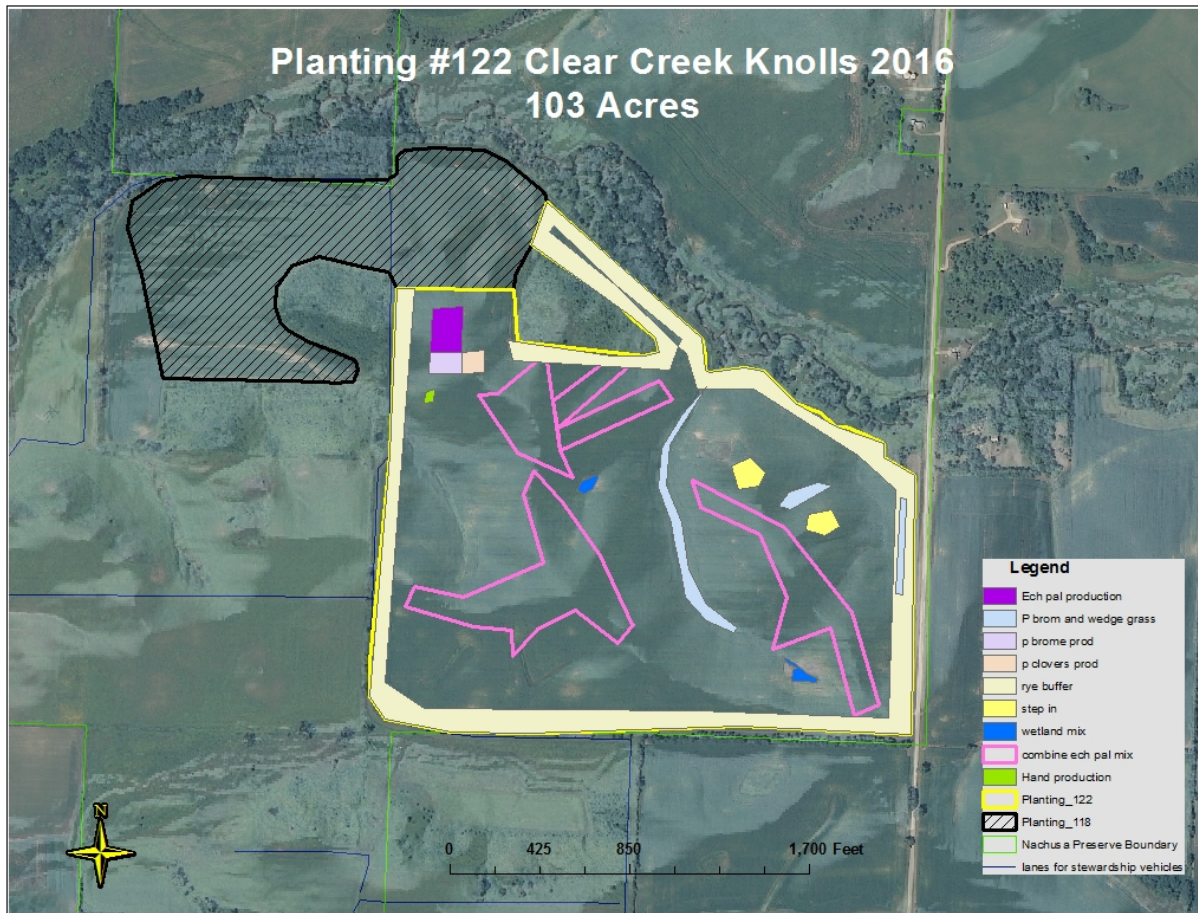 Planting #122 Clear Creek Knolls 2016
103 Acres
Legend
Ech pal production
P brom and wedge grass
p brome prod
p clovers prod
rye buffer
step in
wetland mix
combine ech pal mix
Hand production
Planting_122
Planting_118
Nachusa Preserve Boundary
lanes for stewardship vehicles
N
0 425 850 1,700 Feet